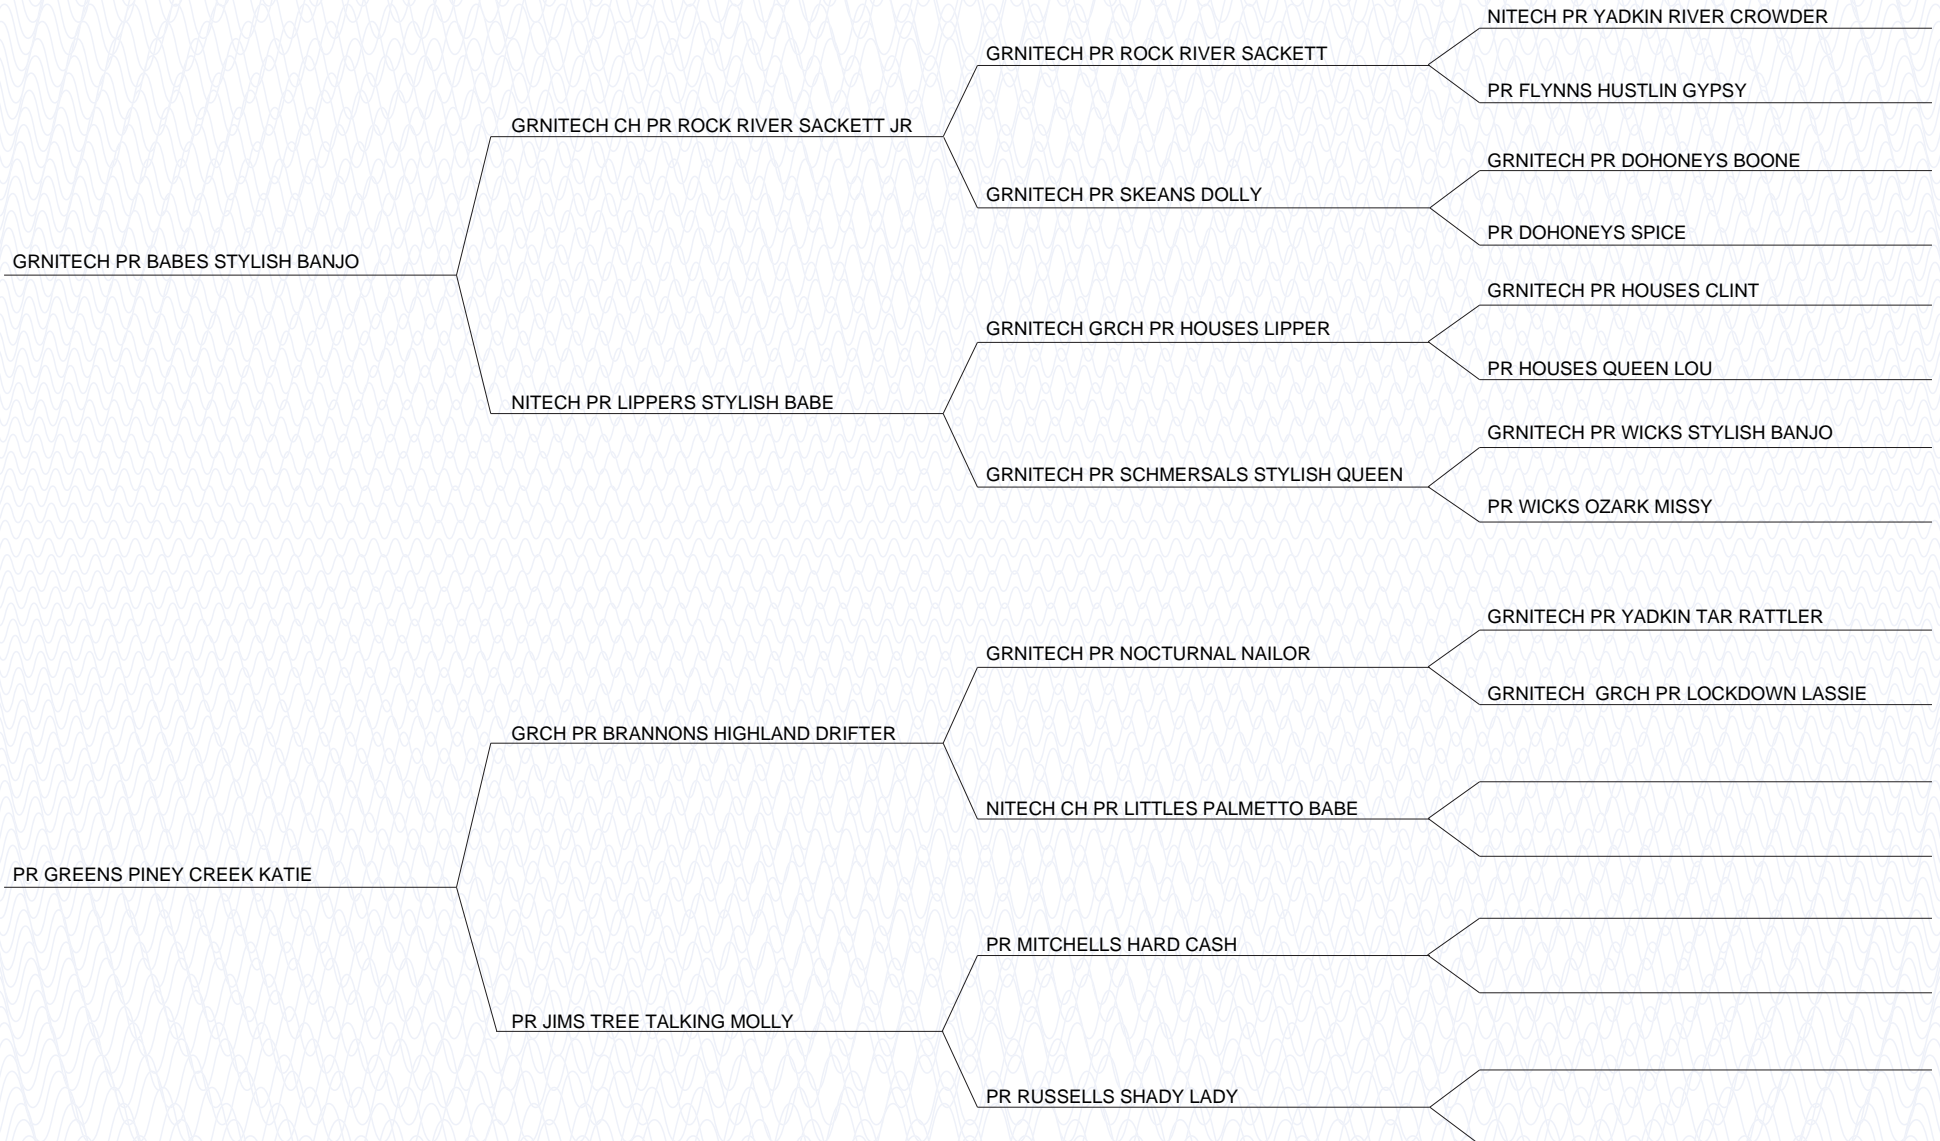 NITECH PR YADKIN RIVER CROWDER
GRNITECH PR ROCK RIVER SACKETT
PR FLYNNS HUSTLIN GYPSY
GRNITECH CH PR ROCK RIVER SACKETT JR
GRNITECH PR DOHONEYS BOONE
GRNITECH PR SKEANS DOLLY
PR DOHONEYS SPICE
GRNITECH PR BABES STYLISH BANJO
GRNITECH PR HOUSES CLINT
GRNITECH GRCH PR HOUSES LIPPER
PR HOUSES QUEEN LOU
NITECH PR LIPPERS STYLISH BABE
GRNITECH PR WICKS STYLISH BANJO
GRNITECH PR SCHMERSALS STYLISH QUEEN
PR WICKS OZARK MISSY
GRNITECH PR YADKIN TAR RATTLER
GRNITECH PR NOCTURNAL NAILOR
GRNITECH  GRCH PR LOCKDOWN LASSIE
GRCH PR BRANNONS HIGHLAND DRIFTER
NITECH CH PR LITTLES PALMETTO BABE
PR GREENS PINEY CREEK KATIE
PR MITCHELLS HARD CASH
PR JIMS TREE TALKING MOLLY
PR RUSSELLS SHADY LADY